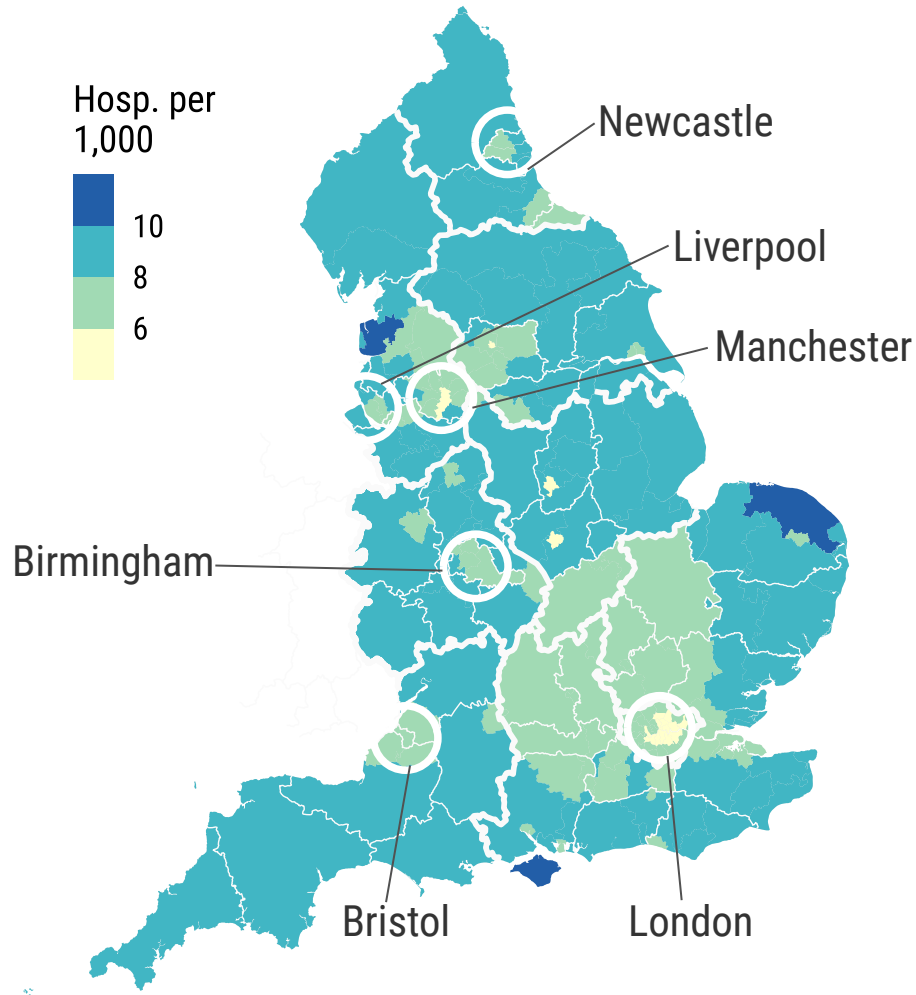 Hosp. per
1,000
10
8
6
Newcastle
Liverpool
Manchester
Birmingham
Bristol
London